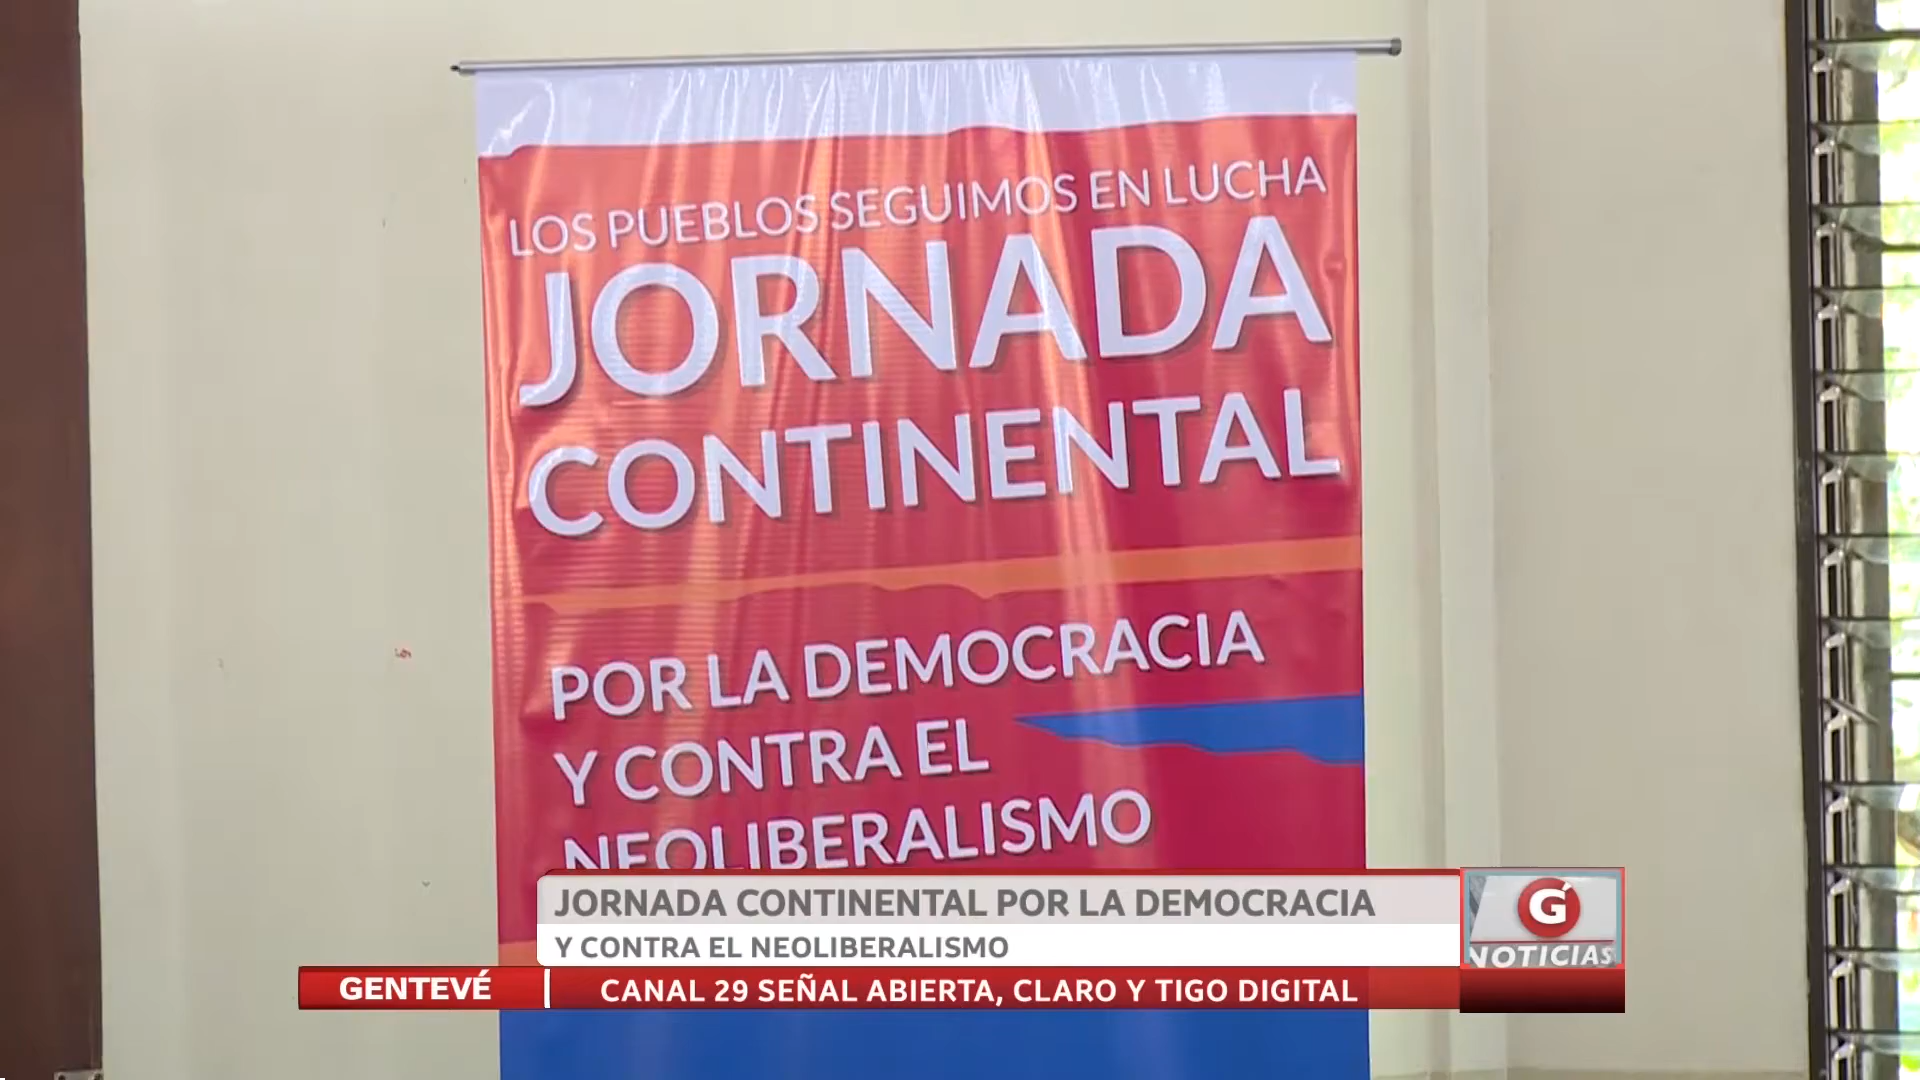 LOS PUEBLOS SEGUIMOS EN LUCHA
JORNADA
CONTINENTAL
POR LA DEMOCRACIA
Y CONTRA EL
NEOLIBERALISMO
JORNADA CONTINENTAL POR LA DEMOCRACIA
Y CONTRA EL NEOLIBERALISMO
GENTEVÉ
CANAL 29 SEÑAL ABIERTA, CLARO Y TIGO DIGITAL
G
NOTICIAS